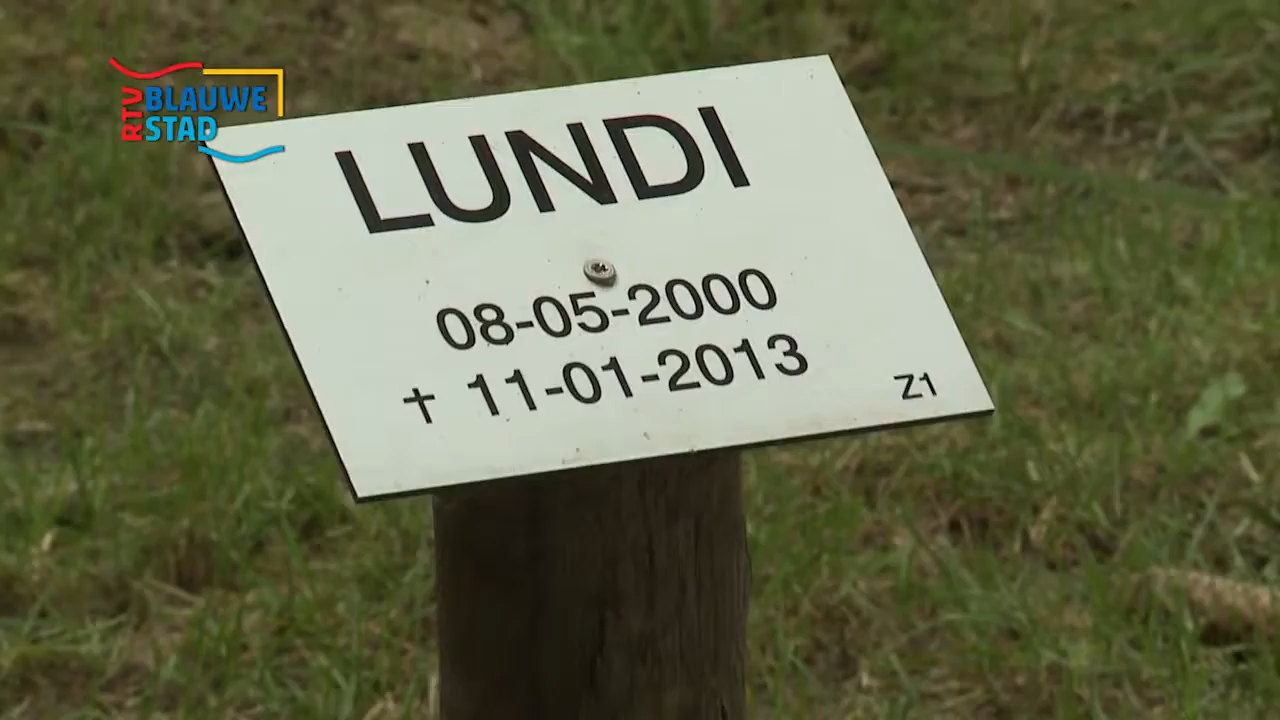 RTV BLAUWE
STAD
LUNDI
08-05-2000
† 11-01-2013
Z1